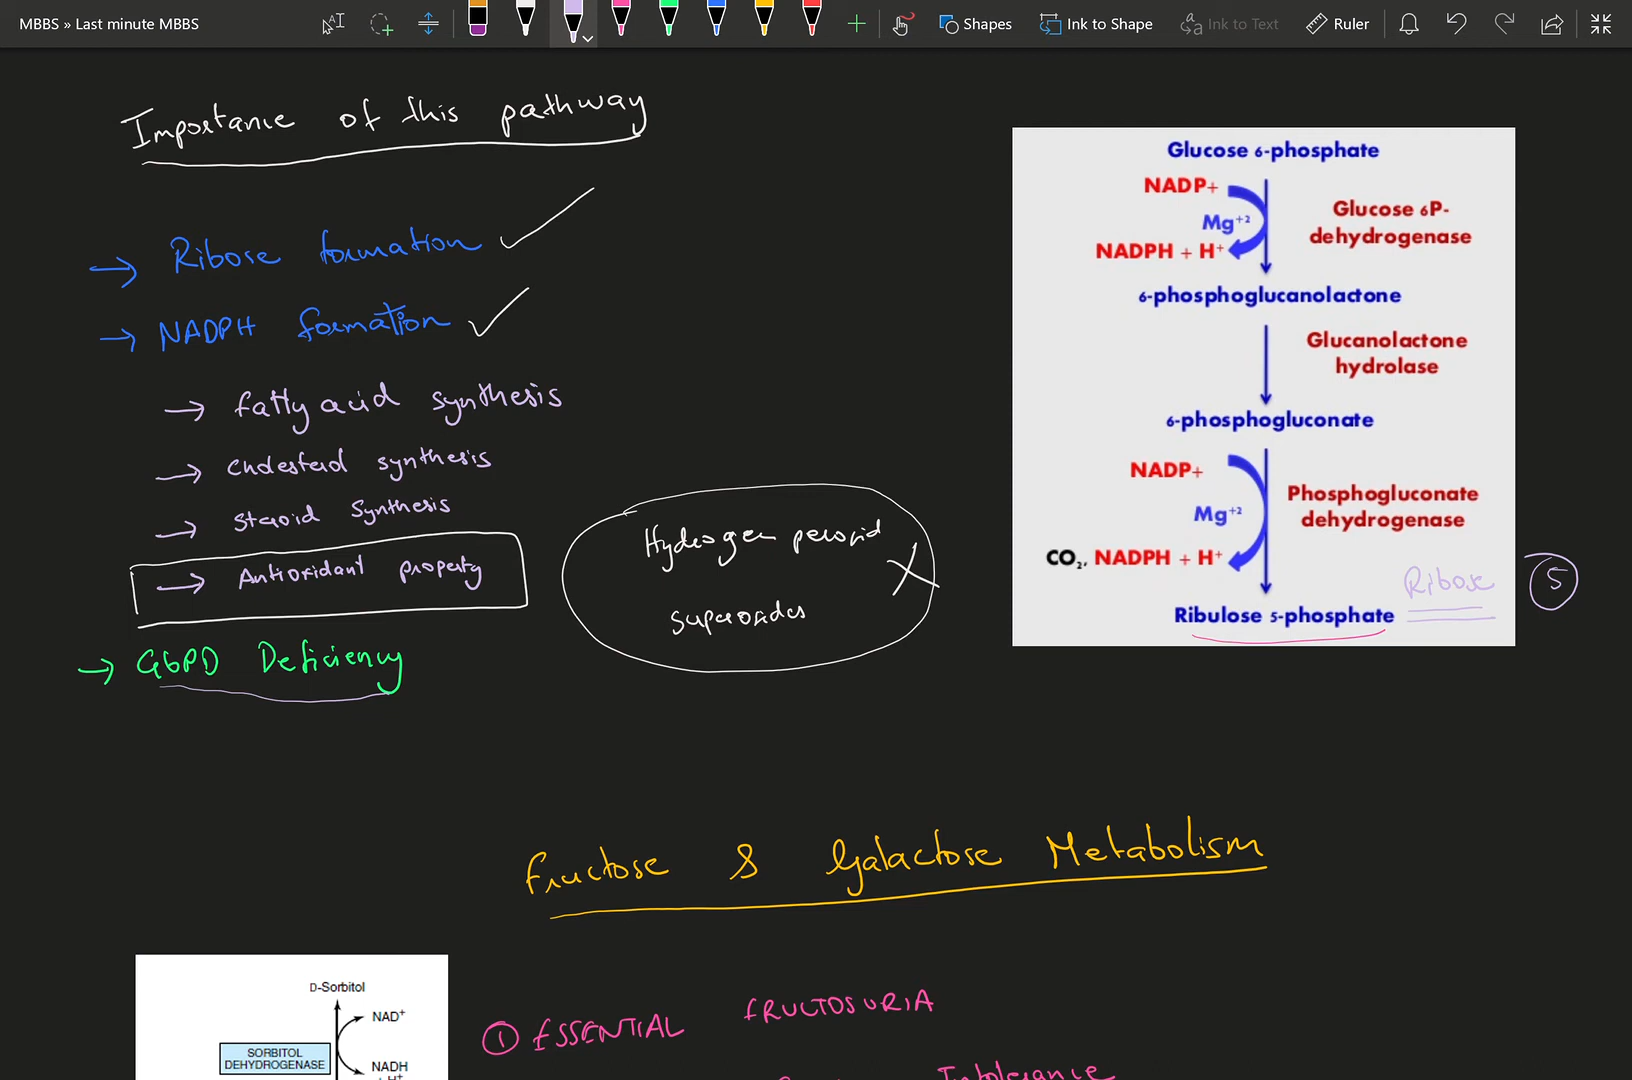 MBBS » Last minute MBBS
Shapes
Ink to Shape
Ink to Text
Ruler
Importance of this pathway
→ Ribose formation ✓
→ NADPH formation ✓
→ fatty acid synthesis
→ cholesterol synthesis
→ steroid synthesis
→ Antioxidant property
→ G6PD Deficiency
Hydrogen peroxid
superoxides
Glucose 6-phosphate
NADP+
Mg+2
NADPH + H+
Glucose 6P-
dehydrogenase
6-phosphoglucanolactone
Glucanolactone
hydrolase
6-phosphogluconate
NADP+
Mg+2
CO2, NADPH + H+
Phosphogluconate
dehydrogenase
Ribulose 5-phosphate
Ribose
5
Fructose & Galactose Metabolism
D-Sorbitol
NAD+
SORBITOL
DEHYDROGENASE
NADH
+ H+
① ESSENTIAL FRUCTOSURIA
Intolerance